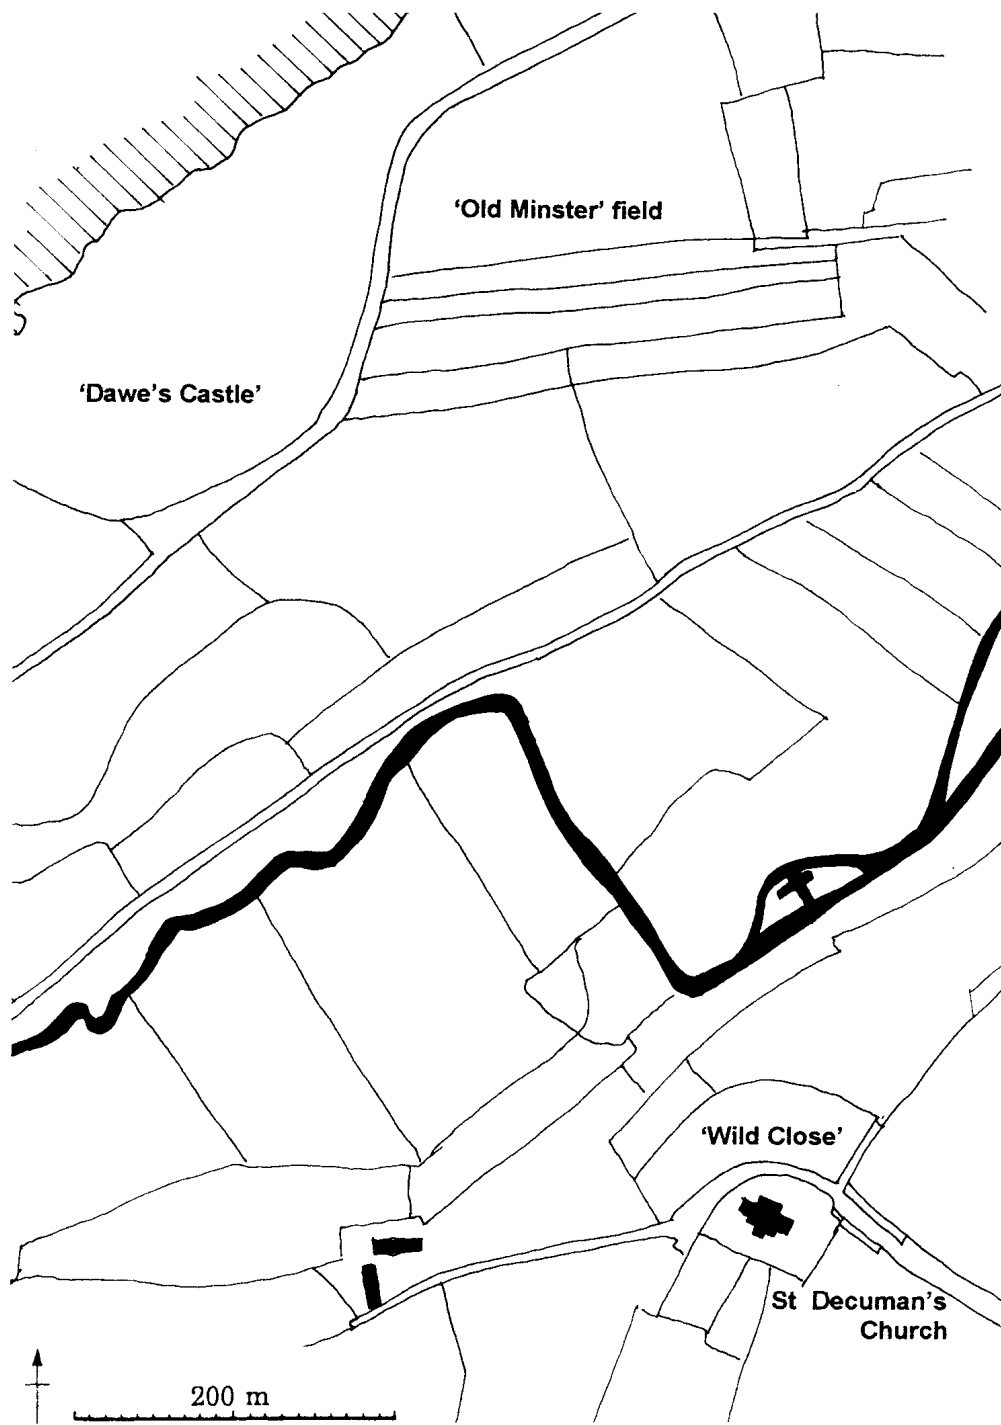 ‘Old Minster’ field
‘Dawe’s Castle’
‘Wild Close’
St Decuman’s
Church
200 m